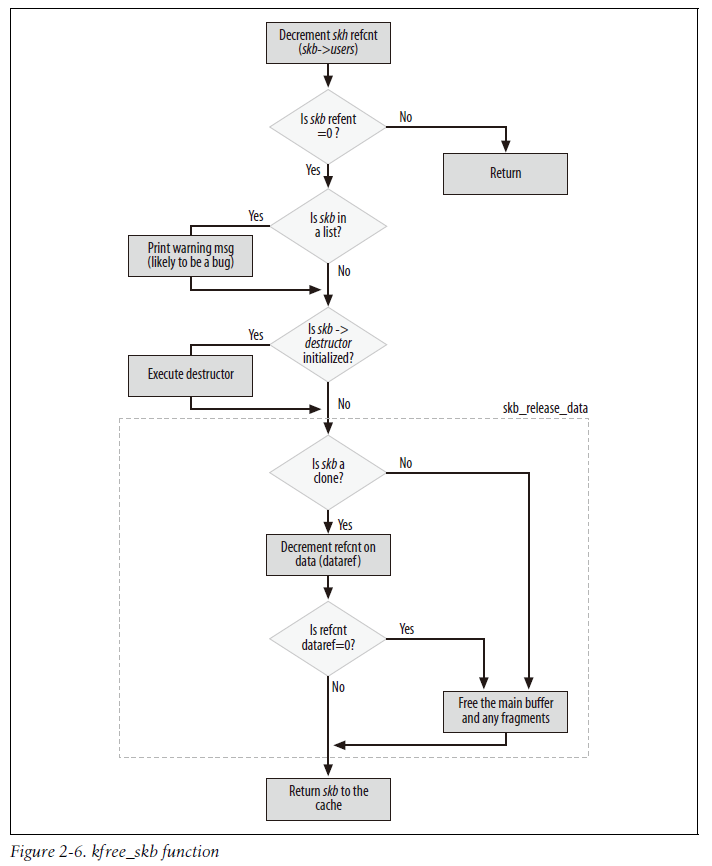 Decrement skh refcnt
(skb->users)
Is skb refent
=0 ?
No
Return
Yes
Is skb in
a list?
Yes
Print warning msg
(likely to be a bug)
No
Is skb ->
destructor
initialized?
Yes
Execute destructor
No
skb_release_data
Is skb a
clone?
No
Yes
Decrement refcnt on
data (dataref)
Is refcnt
dataref=0?
Yes
No
Free the main buffer
and any fragments
Return skb to the
cache
Figure 2-6. kfree_skb function